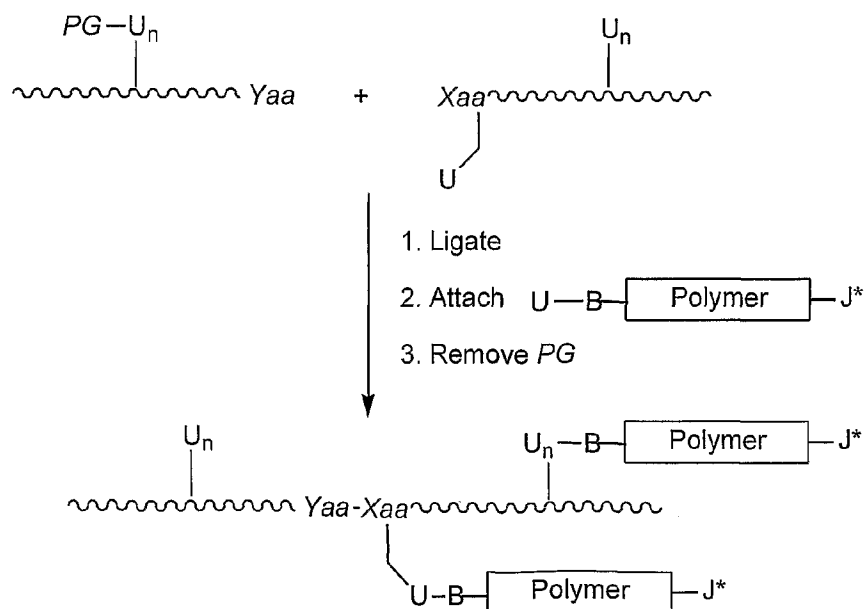 PG—Uₙ Uₙ
Yaa + Xaa
U
1. Ligate
2. Attach U—B—Polymer—J*
3. Remove PG
Uₙ Uₙ—B—Polymer—J*
Yaa-Xaa
U—B—Polymer—J*